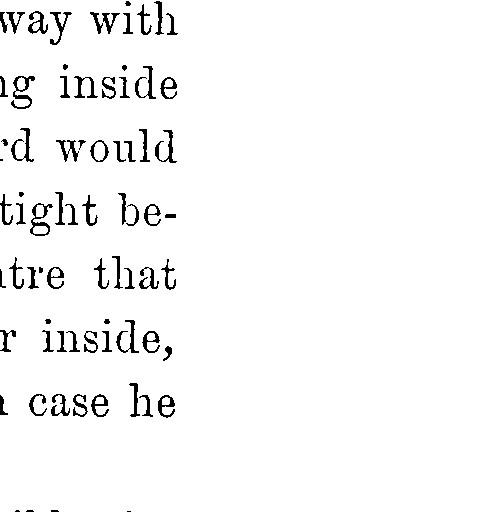 way with
ng inside
rd would
tight be-
ntre that
r inside,
case he